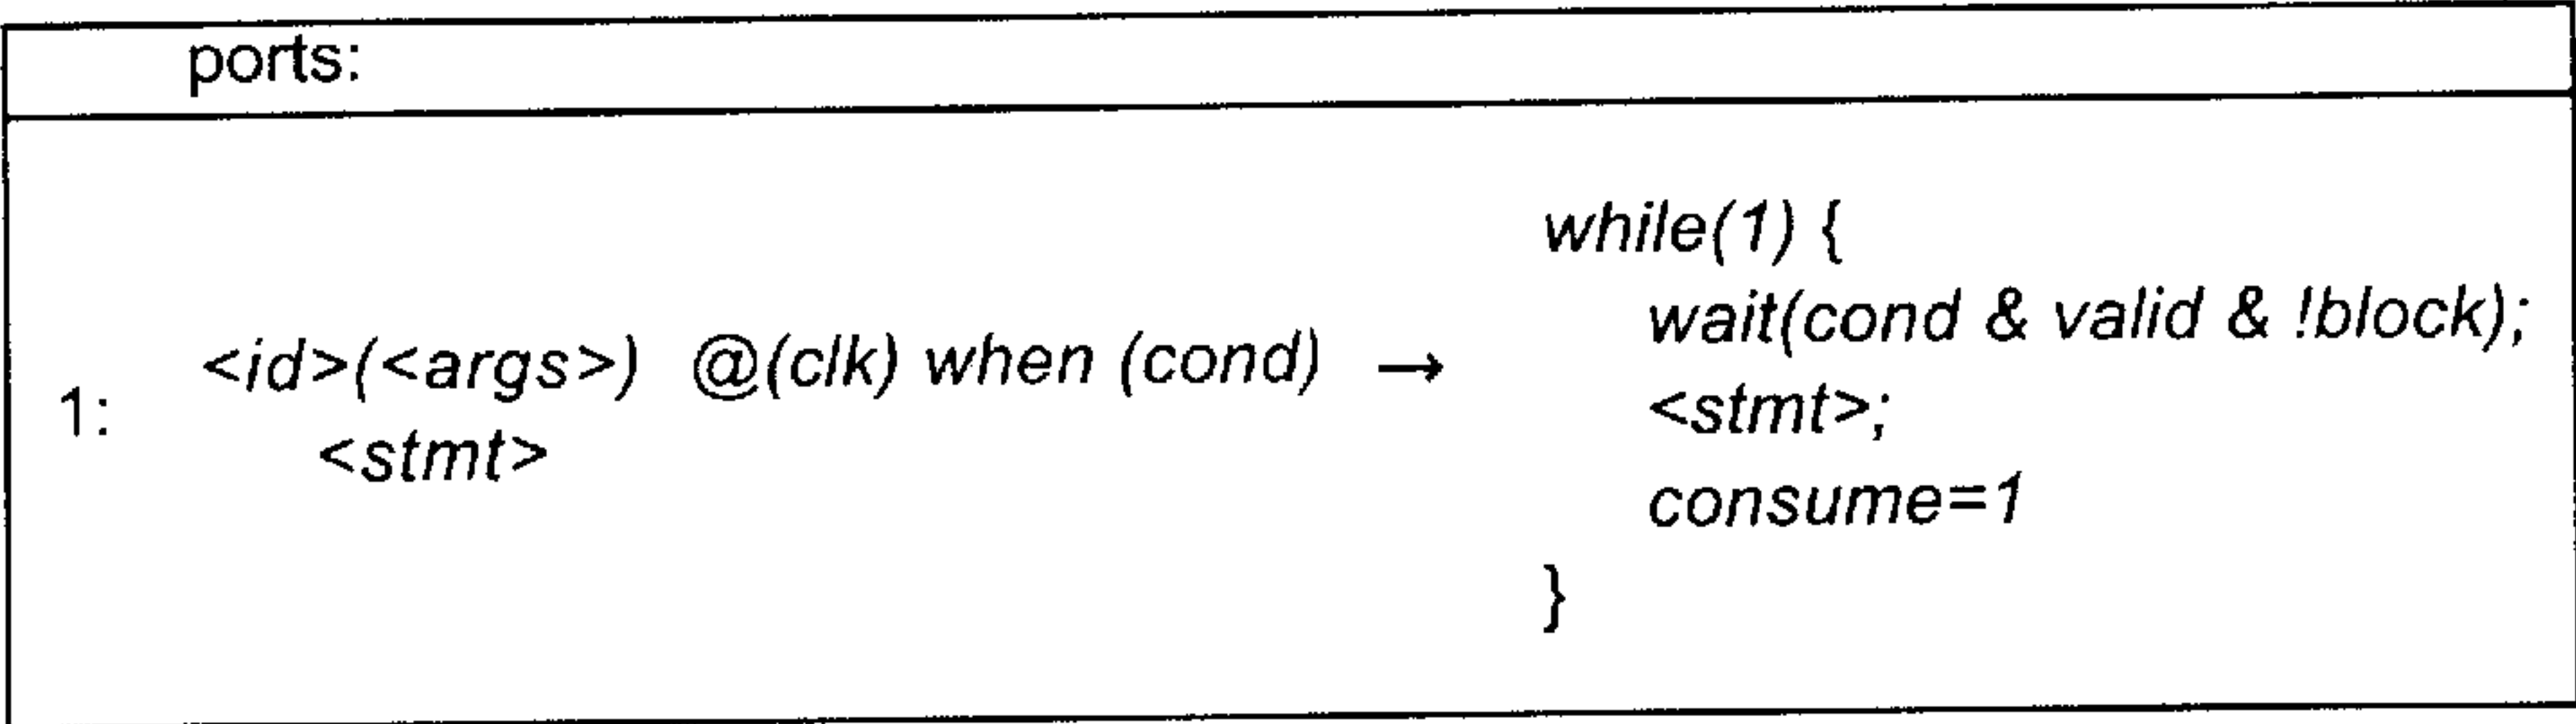 ports:
1:
<id>(<args>) @(clk) when (cond) →
<stmt>
while(1) {
wait(cond & valid & !block);
<stmt>;
consume=1
}